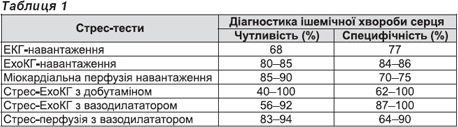 Таблиця 1
Стрес-тести Діагностика ішемічної хвороби серця
Чутливість (%) Специфічність (%)
ЕКГ-навантаження 68 77
ЕхоКГ-навантаження 80–85 84–86
Міокардіальна перфузія навантаження 85–90 70–75
Стрес-ЕхоКГ з добутаміном 40–100 62–100
Стрес-ЕхоКГ з вазодилататором 56–92 87–100
Стрес-перфузія з вазодилататором 83–94 64–90